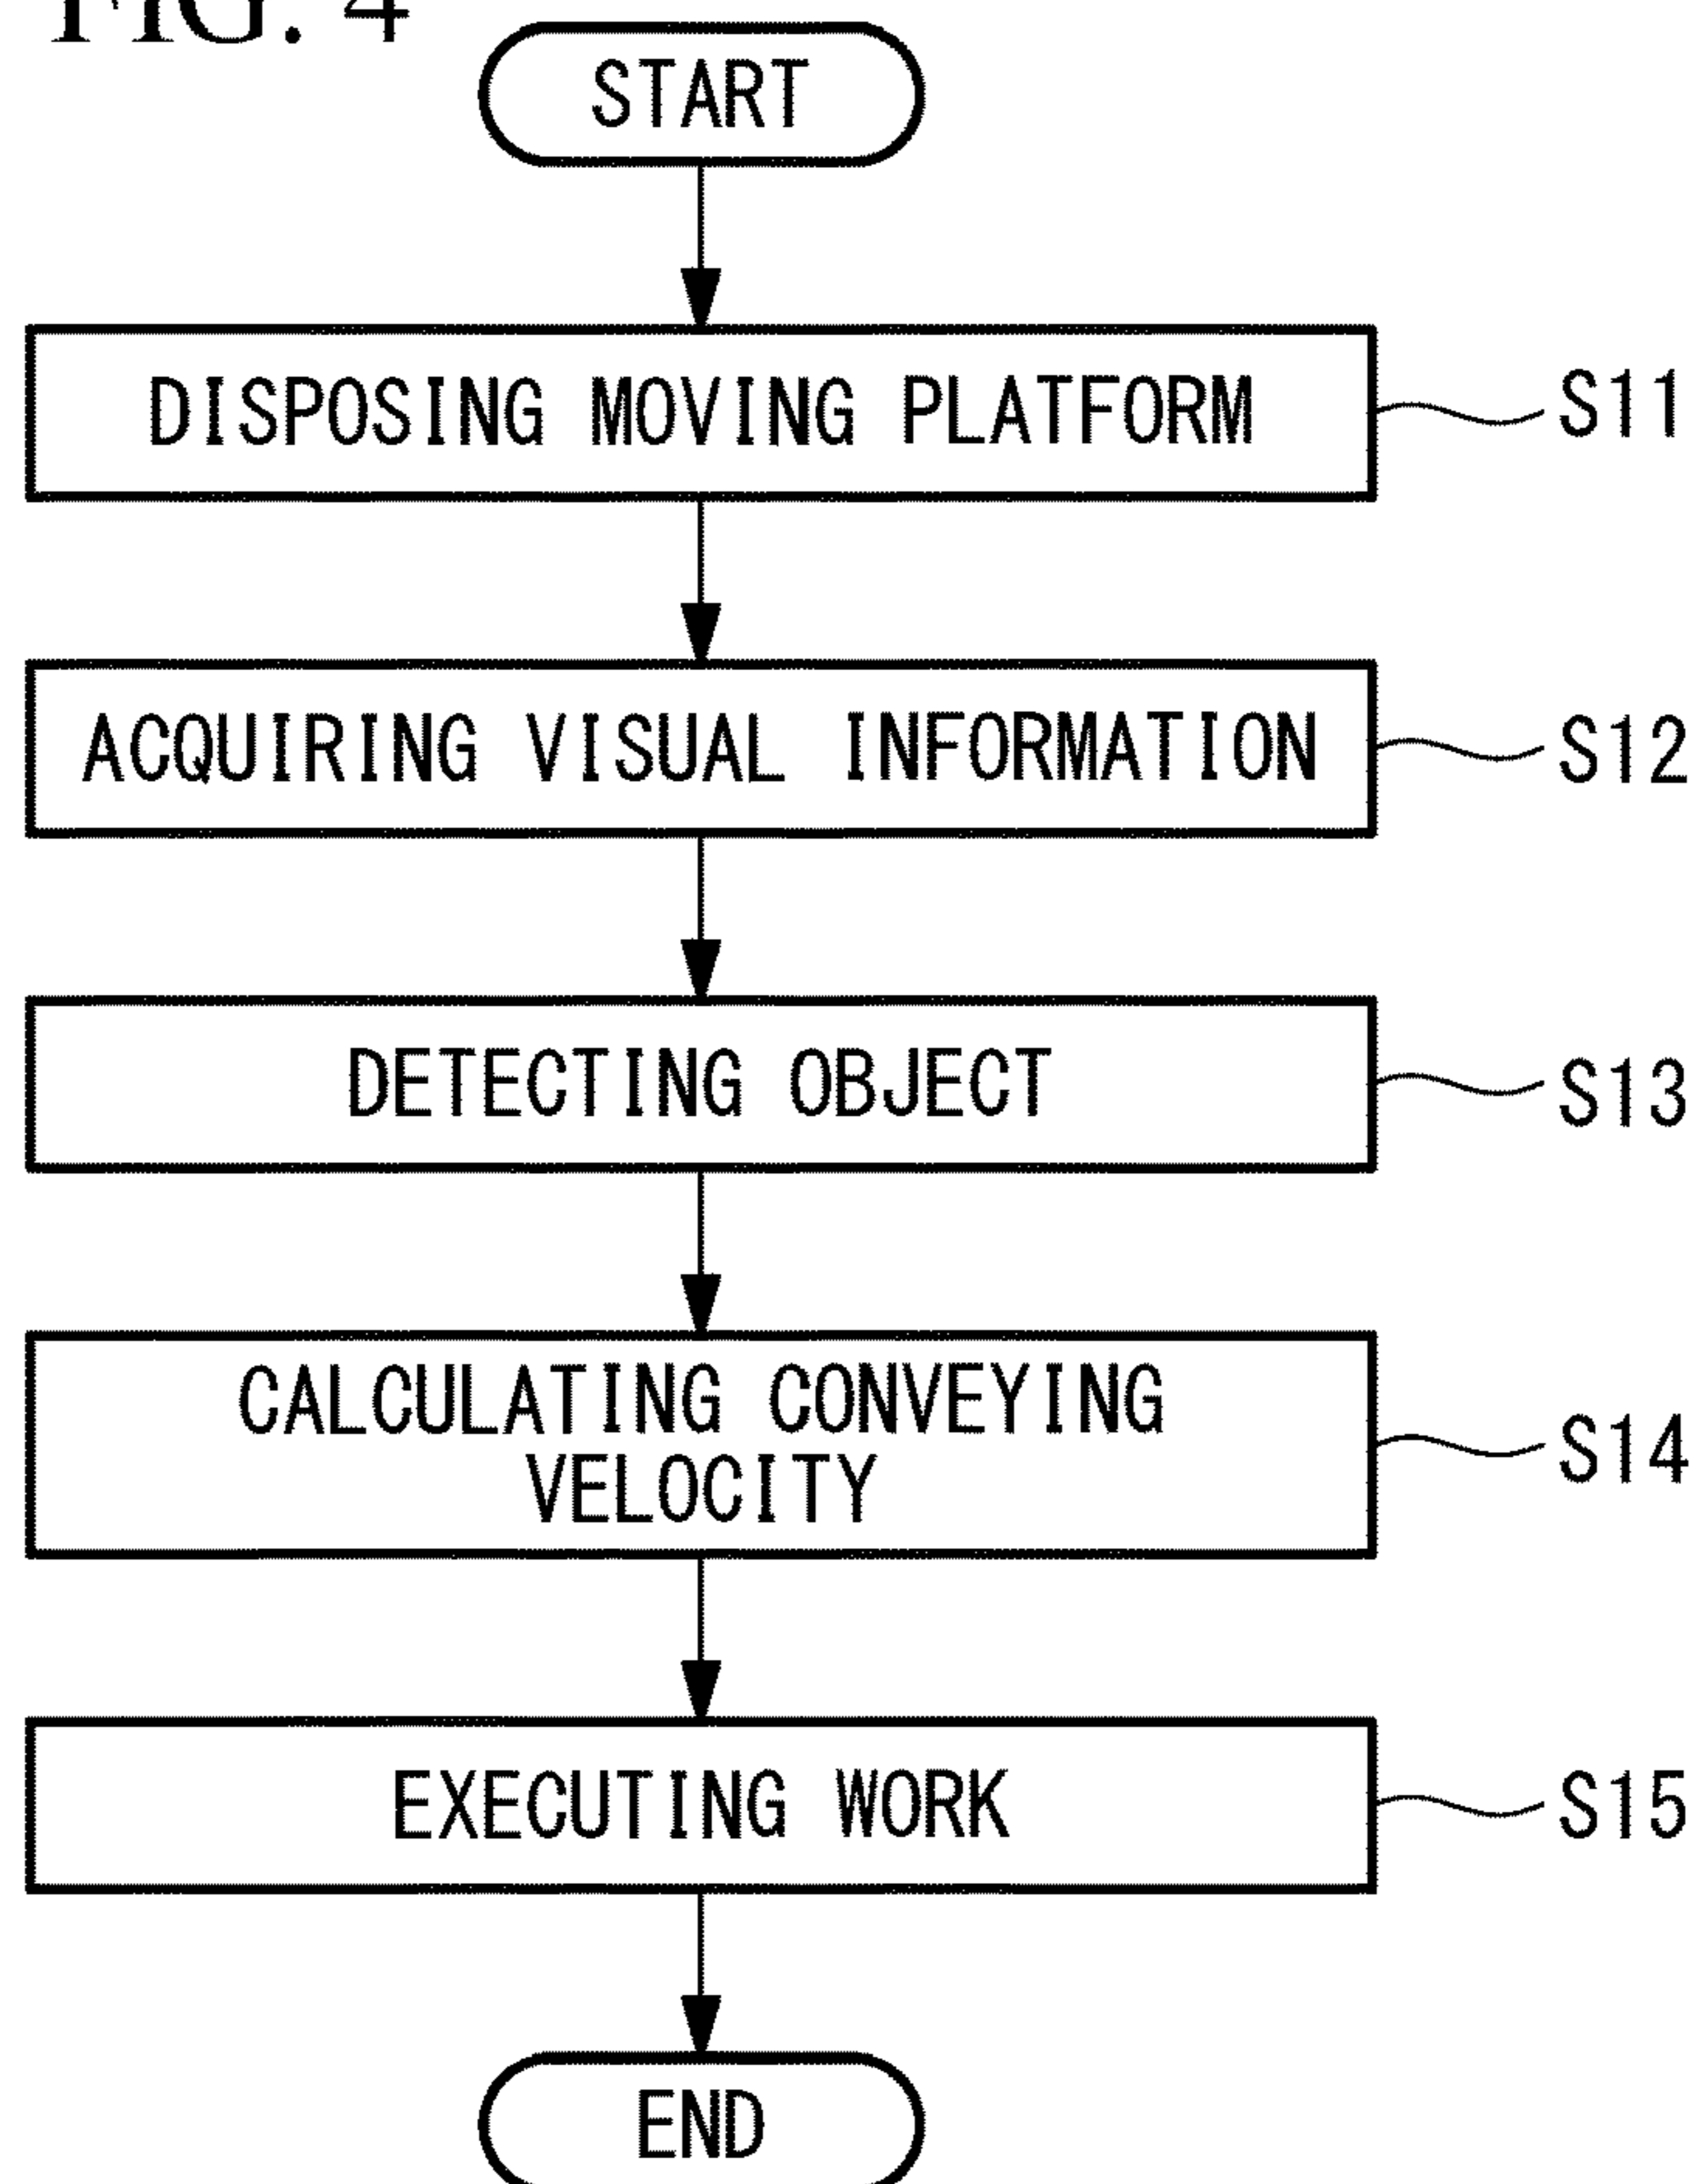 FIG. 4
START
DISPOSING MOVING PLATFORM
S11
ACQUIRING VISUAL INFORMATION
S12
DETECTING OBJECT
S13
CALCULATING CONVEYING
VELOCITY
S14
EXECUTING WORK
S15
END